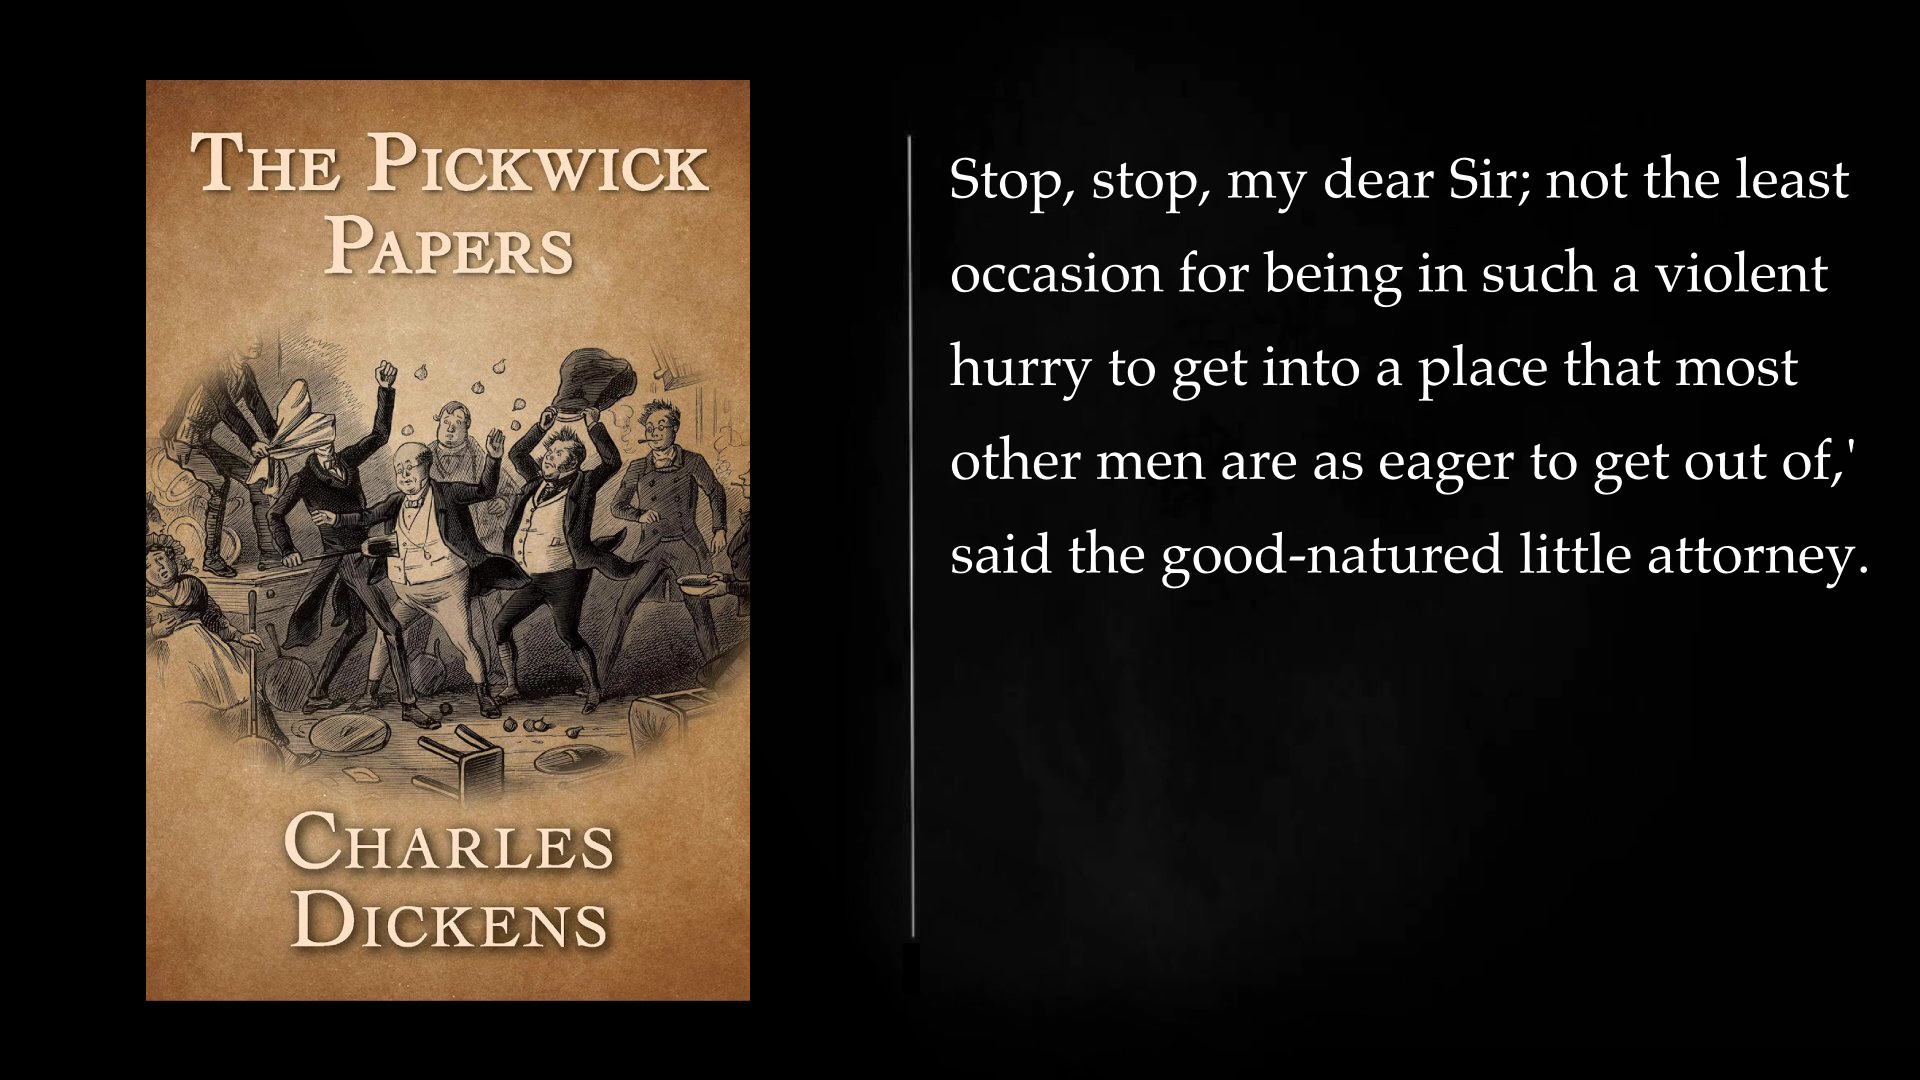 The Pickwick
Papers
Charles
Dickens
Stop, stop, my dear Sir; not the least
occasion for being in such a violent
hurry to get into a place that most
other men are as eager to get out of,'
said the good-natured little attorney.